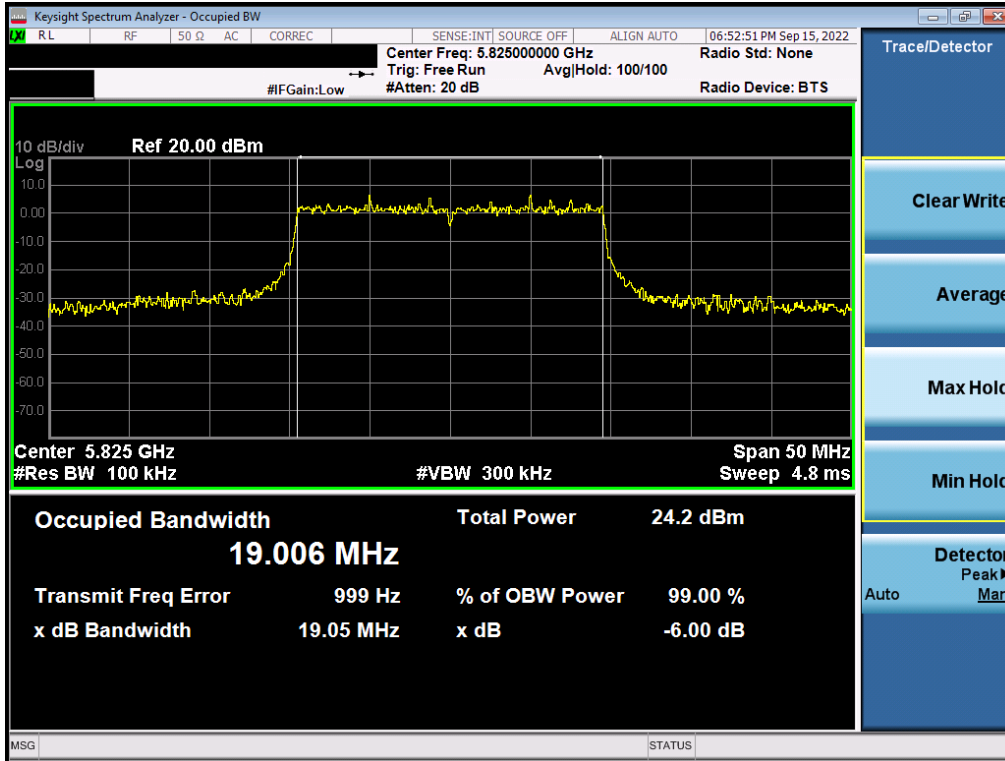 Keysight Spectrum Analyzer - Occupied BW
LXI RL RF 50 Ω AC CORREC SENSE:INT SOURCE OFF ALIGN AUTO 06:52:51 PM Sep 15, 2022
Center Freq: 5.825000000 GHz Radio Std: None
Trig: Free Run Avg|Hold: 100/100
#IFGain:Low #Atten: 20 dB Radio Device: BTS
Trace/Detector
10 dB/div Ref 20.00 dBm
Log
10.0
0.00
-10.0
-20.0
-30.0
-40.0
-50.0
-60.0
-70.0
Center 5.825 GHz Span 50 MHz
#Res BW 100 kHz #VBW 300 kHz Sweep 4.8 ms
Occupied Bandwidth Total Power 24.2 dBm
19.006 MHz
Transmit Freq Error 999 Hz % of OBW Power 99.00 %
x dB Bandwidth 19.05 MHz x dB -6.00 dB
Clear Write
Average
Max Hold
Min Hold
Detector
Peak
Auto Man
MSG STATUS